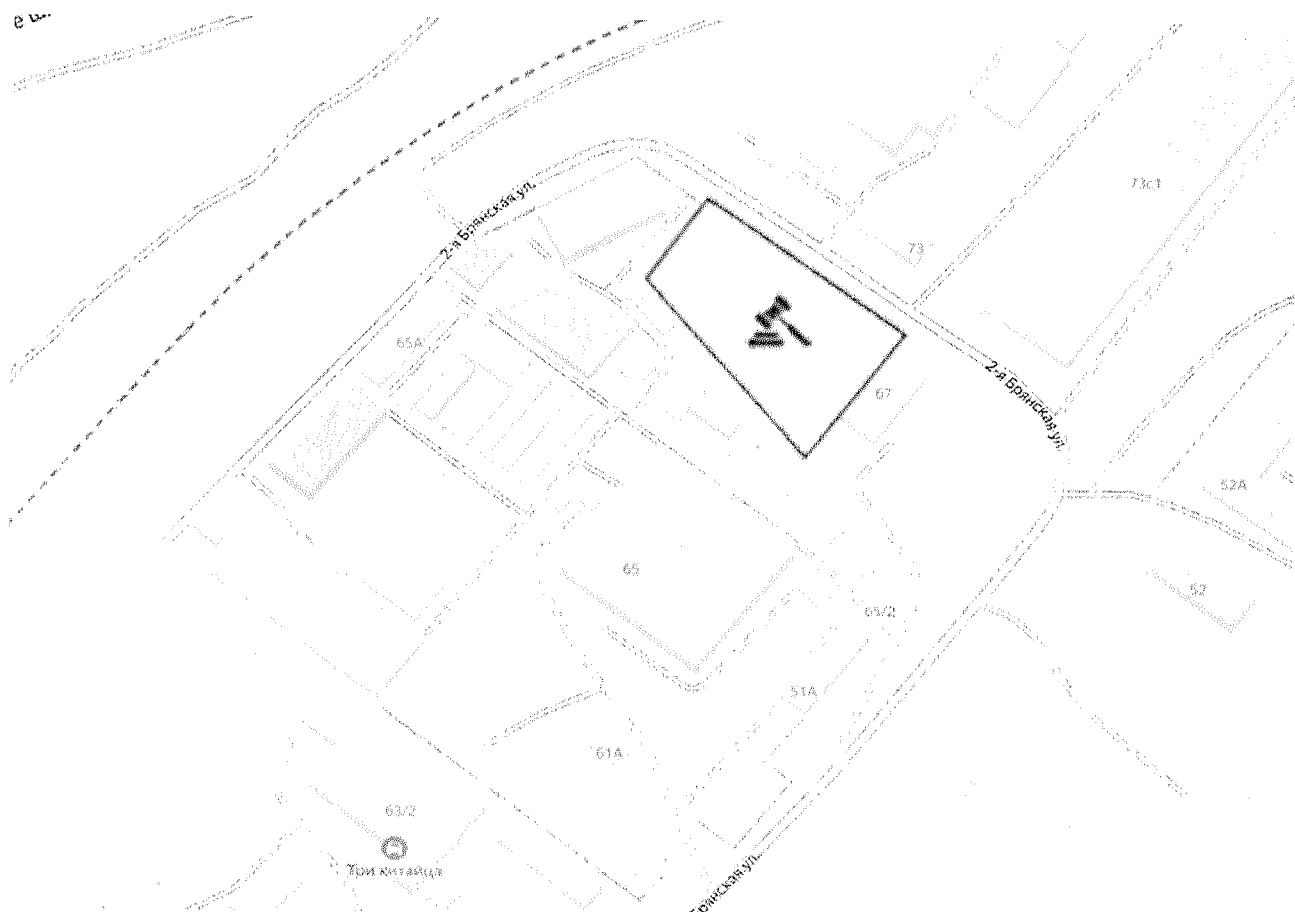 2-я Брянская ул.
73с1
73
65А
2-я Брянская ул.
67
52А
65
52
65/2
51А
61А
63/2
Три китайца
Брянская ул.